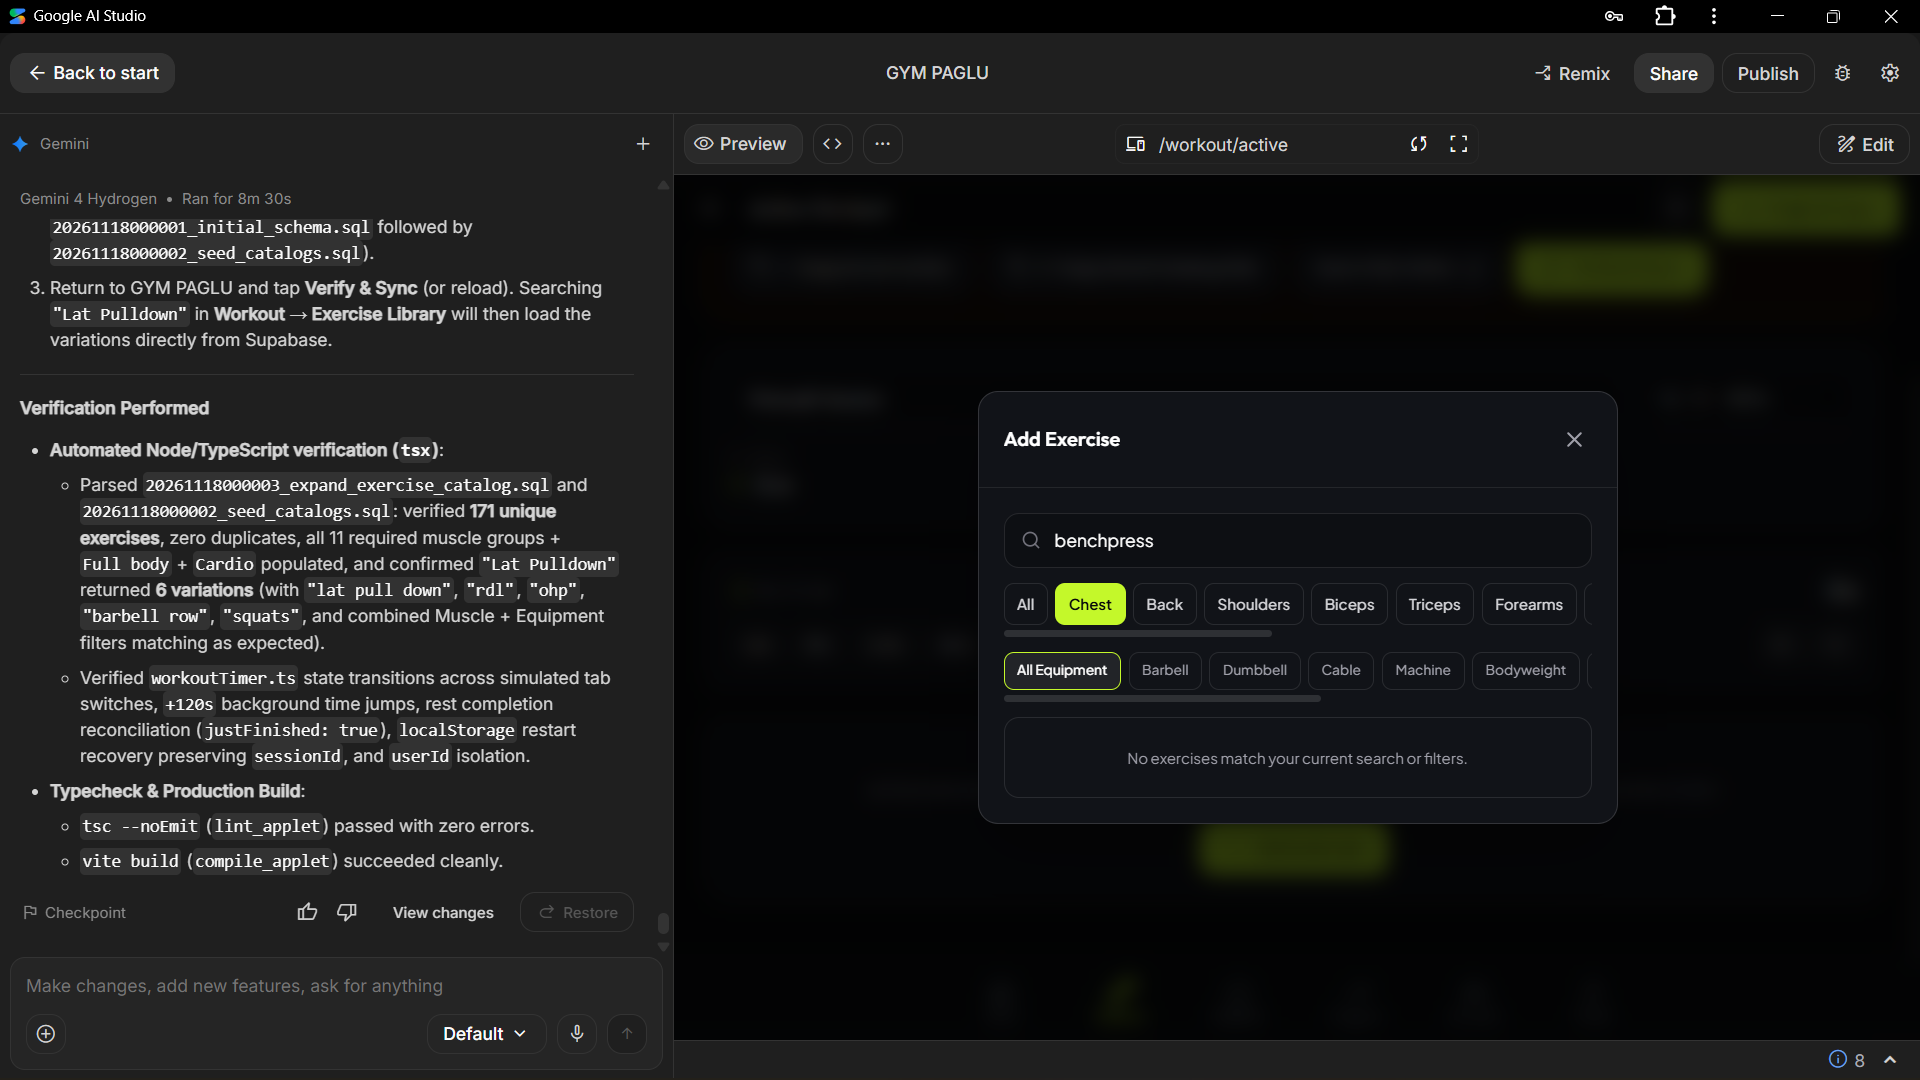 Google AI Studio
Back to start
GYM PAGLU
Remix
Share
Publish
Gemini
Preview
/workout/active
Edit
Gemini 4 Hydrogen • Ran for 8m 30s
20261118000001_initial_schema.sql followed by
20261118000002_seed_catalogs.sql).
3. Return to GYM PAGLU and tap Verify & Sync (or reload). Searching
"Lat Pulldown" in Workout → Exercise Library will then load the
variations directly from Supabase.
Verification Performed
• Automated Node/TypeScript verification (tsx):
Parsed 20261118000003_expand_exercise_catalog.sql and
20261118000002_seed_catalogs.sql: verified 171 unique
exercises, zero duplicates, all 11 required muscle groups +
Full body + Cardio populated, and confirmed "Lat Pulldown"
returned 6 variations (with "lat pull down", "rdl", "ohp",
"barbell row", "squats", and combined Muscle + Equipment
filters matching as expected).
Verified workoutTimer.ts state transitions across simulated tab
switches, +120s background time jumps, rest completion
reconciliation (justFinished: true), localStorage restart
recovery preserving sessionId, and userId isolation.
• Typecheck & Production Build:
tsc --noEmit (lint_applet) passed with zero errors.
vite build (compile_applet) succeeded cleanly.
Checkpoint
View changes
Restore
Make changes, add new features, ask for anything
Default
Add Exercise
benchpress
All
Chest
Back
Shoulders
Biceps
Triceps
Forearms
All Equipment
Barbell
Dumbbell
Cable
Machine
Bodyweight
No exercises match your current search or filters.
8